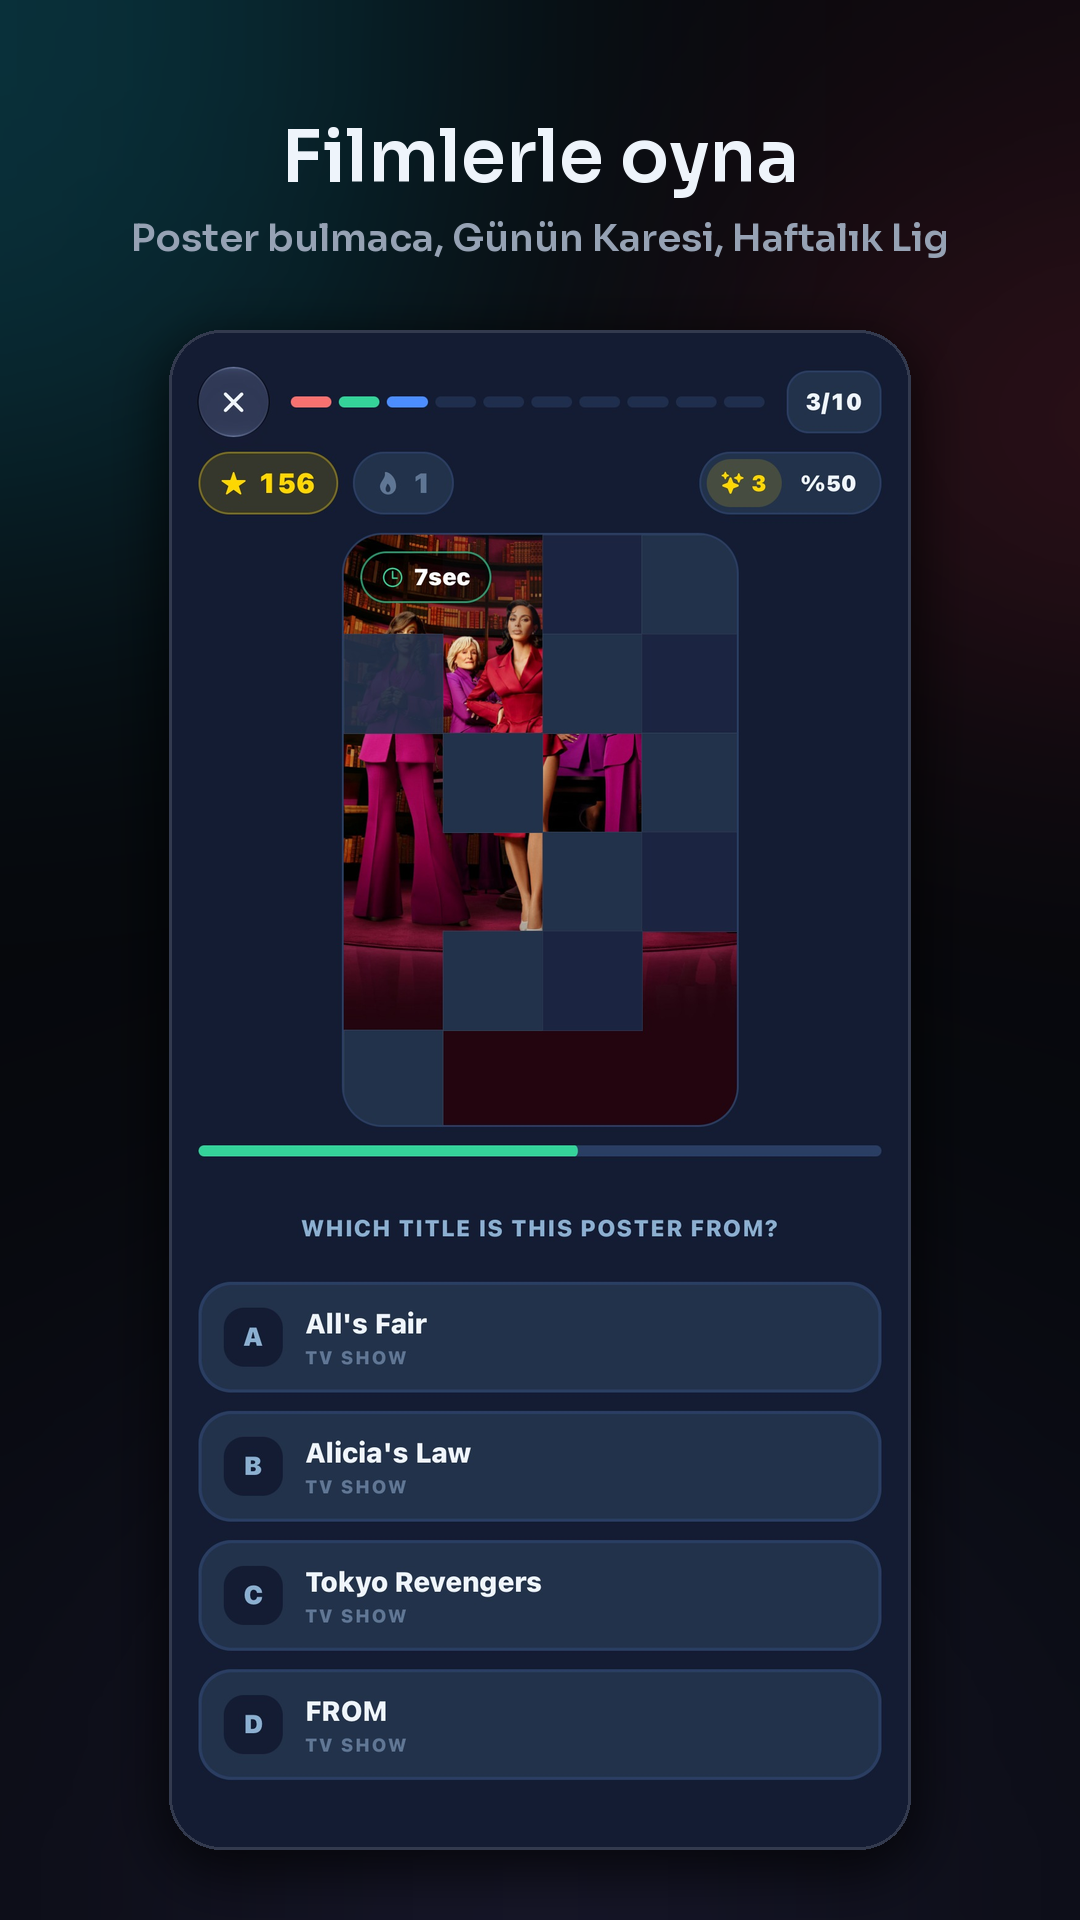 Filmlerle oyna
Poster bulmaca, Günün Karesi, Haftalık Lig
3/10
156
1
3
%50
7sec
WHICH TITLE IS THIS POSTER FROM?
A
All's Fair
TV SHOW
B
Alicia's Law
TV SHOW
C
Tokyo Revengers
TV SHOW
D
FROM
TV SHOW